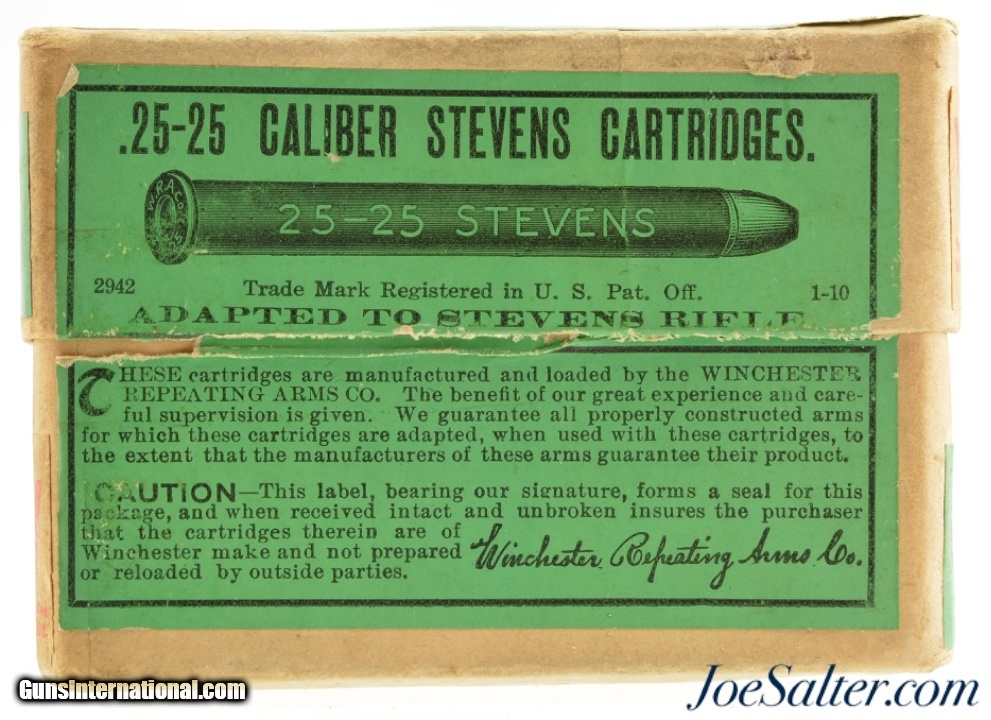 .25-25 CALIBER STEVENS CARTRIDGES.
W.R.A.Co.
25-25 STEVENS
2942 Trade Mark Registered in U. S. Pat. Off. 1-10
ADAPTED TO STEVENS RIFLE
THESE cartridges are manufactured and loaded by the WINCHESTER
REPEATING ARMS CO. The benefit of our great experience and care-
ful supervision is given. We guarantee all properly constructed arms
for which these cartridges are adapted, when used with these cartridges, to
the extent that the manufacturers of these arms guarantee their product.
CAUTION—This label, bearing our signature, forms a seal for this
package, and when received intact and unbroken insures the purchaser
that the cartridges therein are of
Winchester make and not prepared
or reloaded by outside parties.
Winchester Repeating Arms Co.
GunsInternational.com
JoeSalter.com